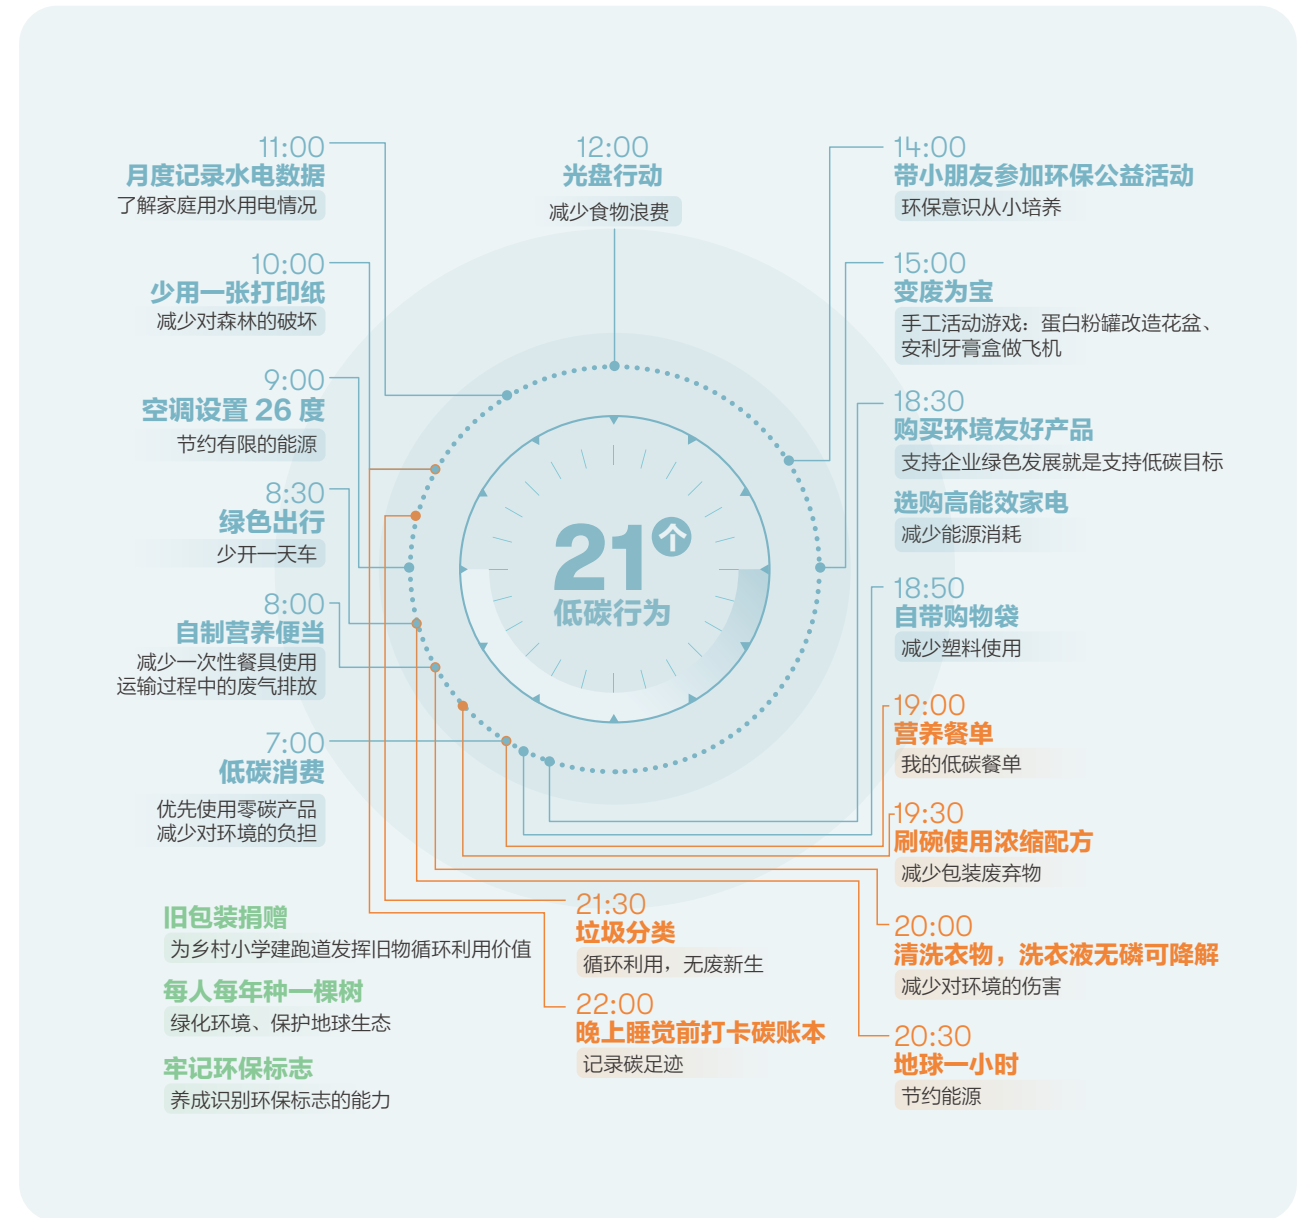 11:00
月度记录水电数据
了解家庭用水用电情况
10:00
少用一张打印纸
减少对森林的破坏
9:00
空调设置 26 度
节约有限的能源
8:30
绿色出行
少开一天车
8:00
自制营养便当
减少一次性餐具使用
运输过程中的废气排放
7:00
低碳消费
优先使用零碳产品
减少对环境的负担
12:00
光盘行动
减少食物浪费
21个
低碳行为
14:00
带小朋友参加环保公益活动
环保意识从小培养
15:00
变废为宝
手工活动游戏：蛋白粉罐改造花盆、
安利牙膏盒做飞机
18:30
购买环境友好产品
支持企业绿色发展就是支持低碳目标
选购高能效家电
减少能源消耗
18:50
自带购物袋
减少塑料使用
19:00
营养餐单
我的低碳餐单
19:30
刷碗使用浓缩配方
减少包装废弃物
20:00
清洗衣物，洗衣液无磷可降解
减少对环境的伤害
20:30
地球一小时
节约能源
21:30
垃圾分类
循环利用，无废新生
22:00
晚上睡觉前打卡碳账本
记录碳足迹
旧包装捐赠
为乡村小学建跑道发挥旧物循环利用价值
每人每年种一棵树
绿化环境、保护地球生态
牢记环保标志
养成识别环保标志的能力